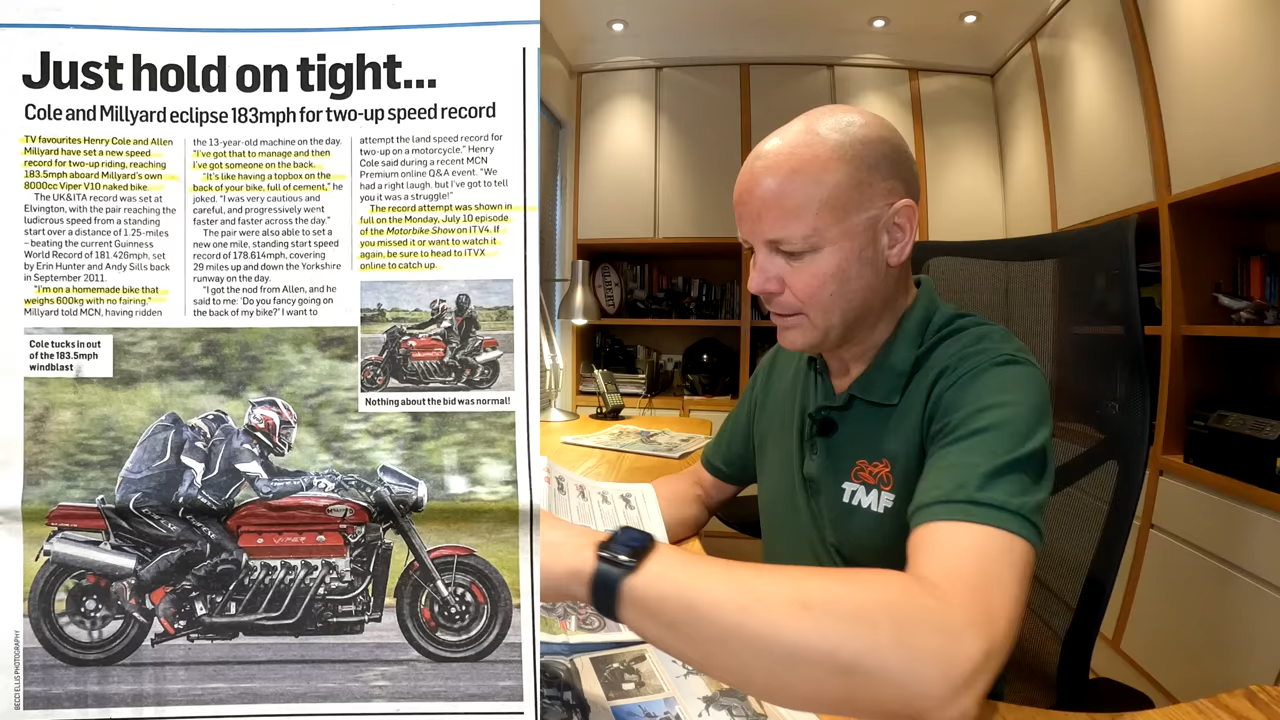 Just hold on tight...
Cole and Millyard eclipse 183mph for two-up speed record
TV favourites Henry Cole and Allen
Millyard have set a new speed
record for two-up riding, reaching
183.5mph aboard Millyard's own
8000cc Viper V10 naked bike.
The UK&ITA record was set at
Elvington, with the pair reaching the
ludicrous speed from a standing
start over a distance of 1.25-miles
– beating the current Guinness
World Record of 181.426mph, set
by Erin Hunter and Andy Sills back
in September 2011.
"I'm on a homemade bike that
weighs 600kg with no fairing,"
Millyard told MCN, having ridden
the 13-year-old machine on the day.
"I've got that to manage and then
I've got someone on the back.
"It's like having a topbox on the
back of your bike, full of cement," he
joked. "I was very cautious and
careful, and progressively went
faster and faster across the day."
The pair were also able to set a
new one mile, standing start speed
record of 178.614mph, covering
29 miles up and down the Yorkshire
runway on the day.
"I got the nod from Allen, and he
said to me: 'Do you fancy going on
the back of my bike?' I want to
attempt the land speed record for
two-up on a motorcycle," Henry
Cole said during a recent MCN
Premium online Q&A event. "We
had a right laugh, but I've got to tell
you it was a struggle!"
The record attempt was shown in
full on the Monday, July 10 episode
of the Motorbike Show on ITV4. If
you missed it or want to watch it
again, be sure to head to ITVX
online to catch up.
Cole tucks in out
of the 183.5mph
windblast
Nothing about the bid was normal!
VIPER
BECCI ELLIS PHOTOGRAPHY
GILBERT
TMF